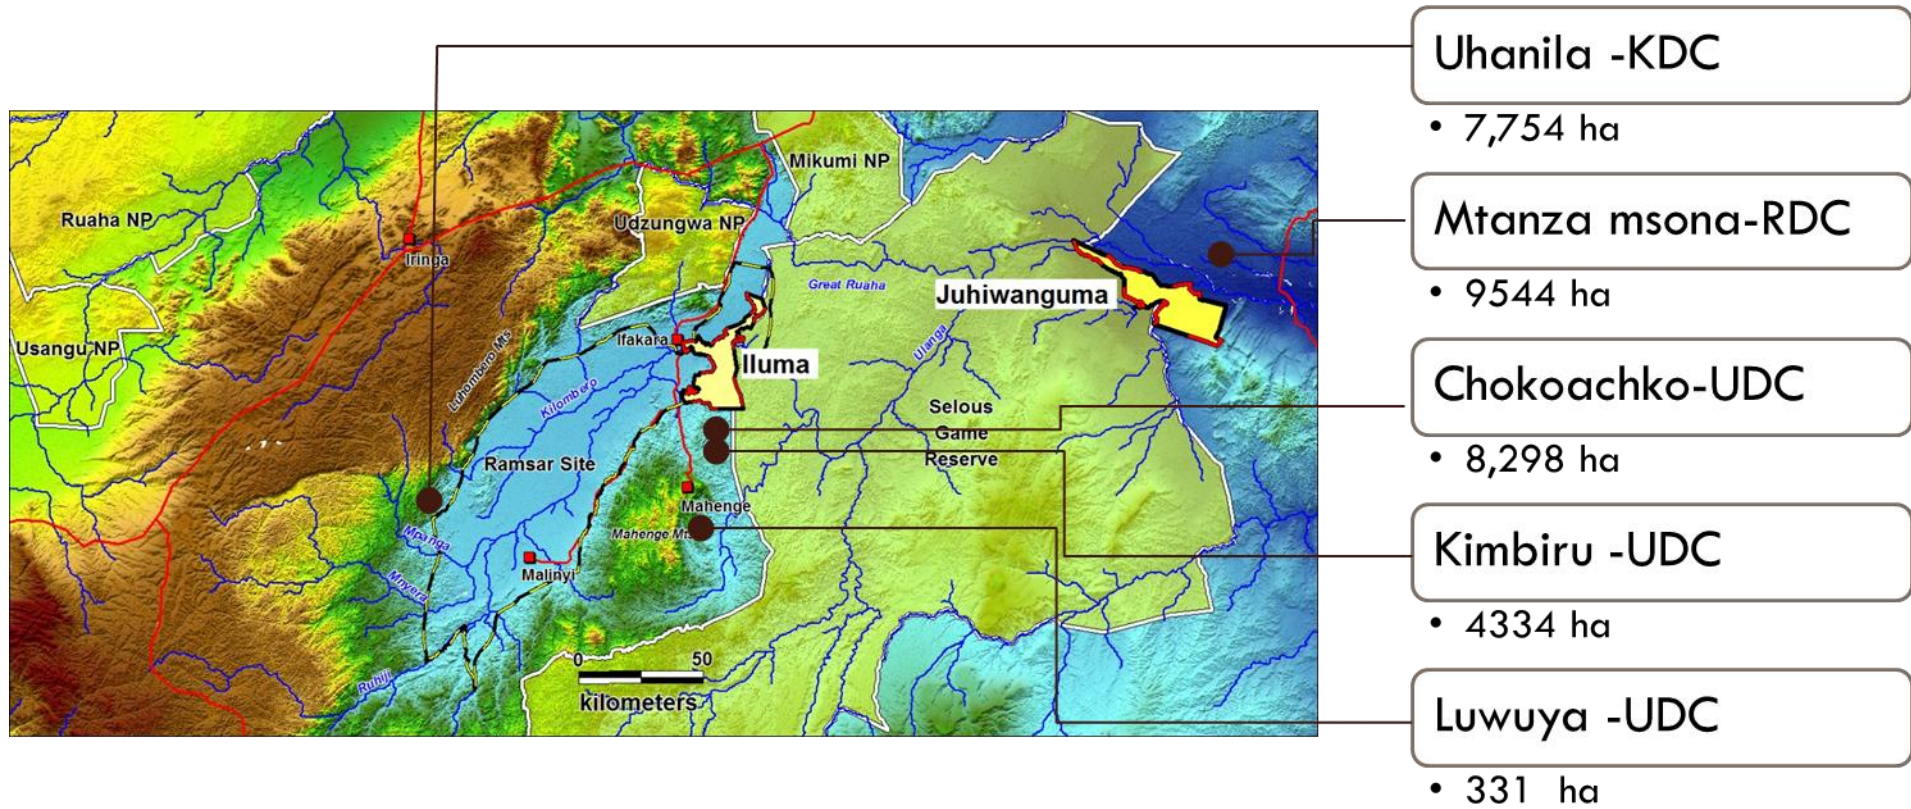 Uhanila -KDC
• 7,754 ha
Mtanza msona-RDC
• 9544 ha
Chokoachko-UDC
• 8,298 ha
Kimbiru -UDC
• 4334 ha
Luwuya -UDC
• 331 ha
Mikumi NP
Ruaha NP
Udzungwa NP
Iringa
Great Ruaha
Juhiwanguma
Usangu NP
Luhombero Mts
Ifakara
Iluma
Ulanga
Kilombero
Selous
Game
Reserve
Ramsar Site
Mahenge
Mahenge Mts
Mpanga
Malinyi
Mnyera
Ruhiji
0 50
kilometers